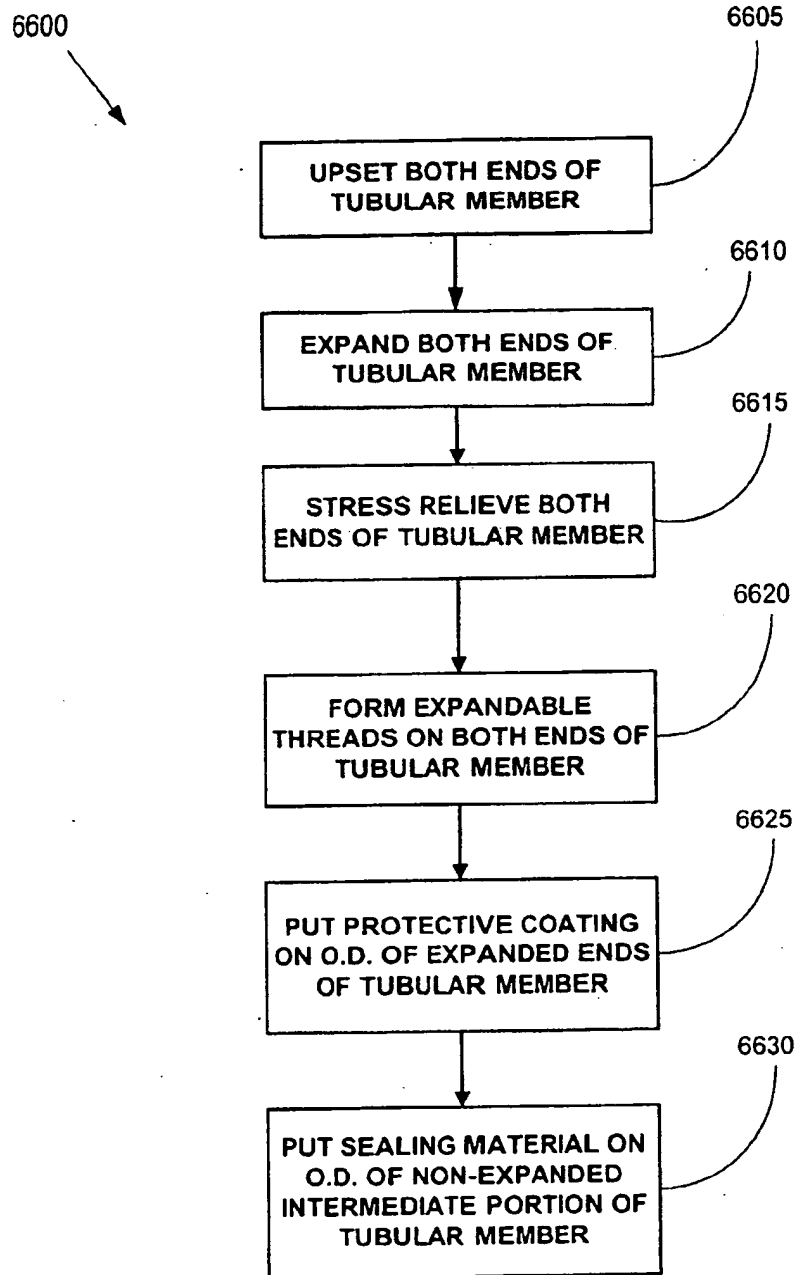 6600
6605
UPSET BOTH ENDS OF
TUBULAR MEMBER
6610
EXPAND BOTH ENDS OF
TUBULAR MEMBER
6615
STRESS RELIEVE BOTH
ENDS OF TUBULAR MEMBER
6620
FORM EXPANDABLE
THREADS ON BOTH ENDS OF
TUBULAR MEMBER
6625
PUT PROTECTIVE COATING
ON O.D. OF EXPANDED ENDS
OF TUBULAR MEMBER
6630
PUT SEALING MATERIAL ON
O.D. OF NON-EXPANDED
INTERMEDIATE PORTION OF
TUBULAR MEMBER